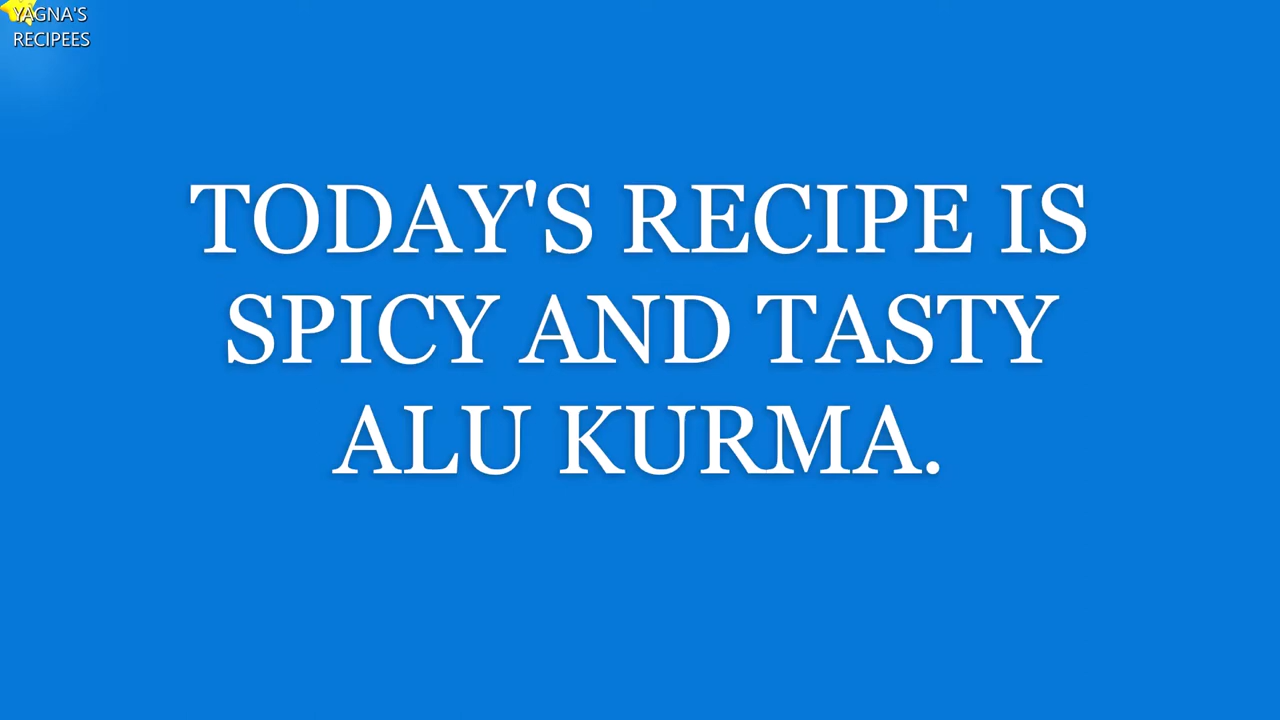 YAGNA'S
RECIPEES
TODAY'S RECIPE IS
SPICY AND TASTY
ALU KURMA.